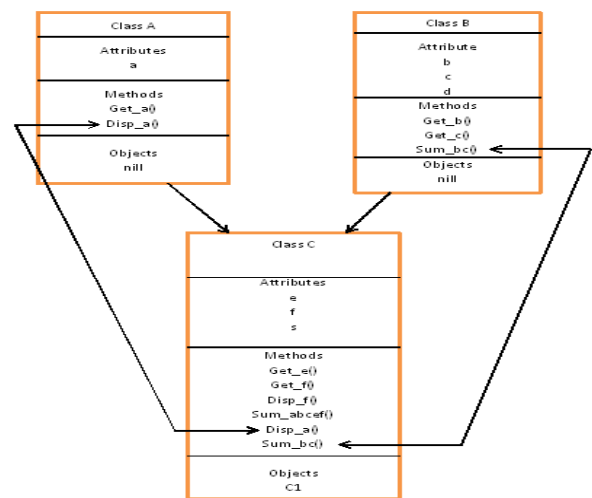 Class A
Attributes
a
Methods
Get_a()
Disp_a()
Objects
nill
Class B
Attribute
b
c
d
Methods
Get_b()
Get_c()
Sum_bc()
Objects
nill
Class C
Attributes
e
f
s
Methods
Get_e()
Get_f()
Disp_f()
Sum_abcef()
Disp_a()
Sum_bc()
Objects
C1